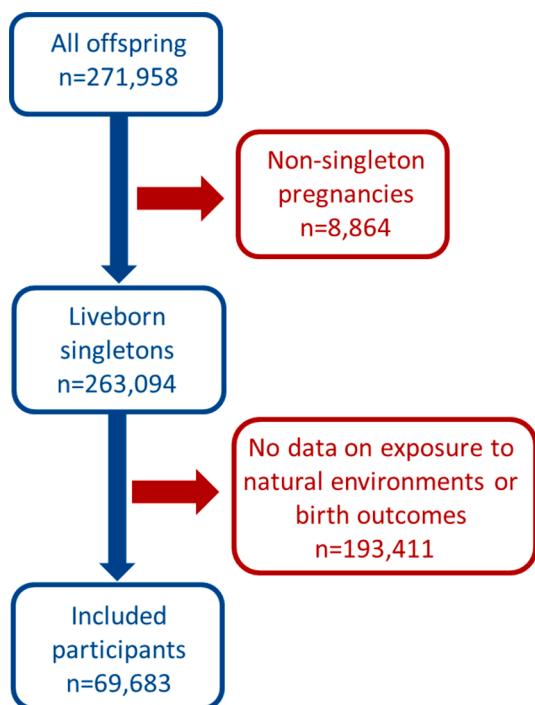 All offspring
n=271,958
Non-singleton
pregnancies
n=8,864
Liveborn
singletons
n=263,094
No data on exposure to
natural environments or
birth outcomes
n=193,411
Included
participants
n=69,683